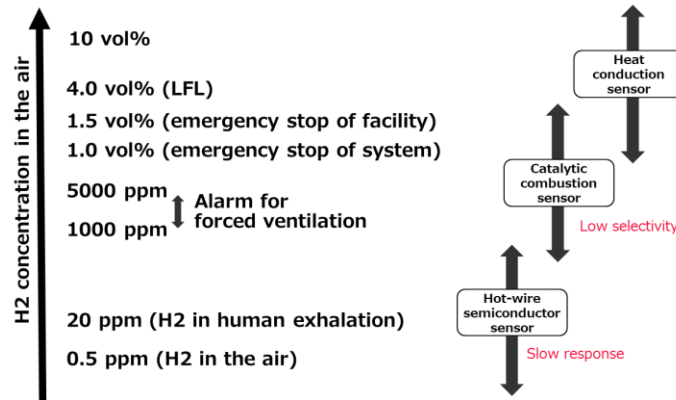 H2 concentration in the air
10 vol%
4.0 vol% (LFL)
1.5 vol% (emergency stop of facility)
1.0 vol% (emergency stop of system)
5000 ppm
Alarm for
forced ventilation
1000 ppm
20 ppm (H2 in human exhalation)
0.5 ppm (H2 in the air)
Heat
conduction
sensor
Catalytic
combustion
sensor
Low selectivity
Hot-wire
semiconductor
sensor
Slow response